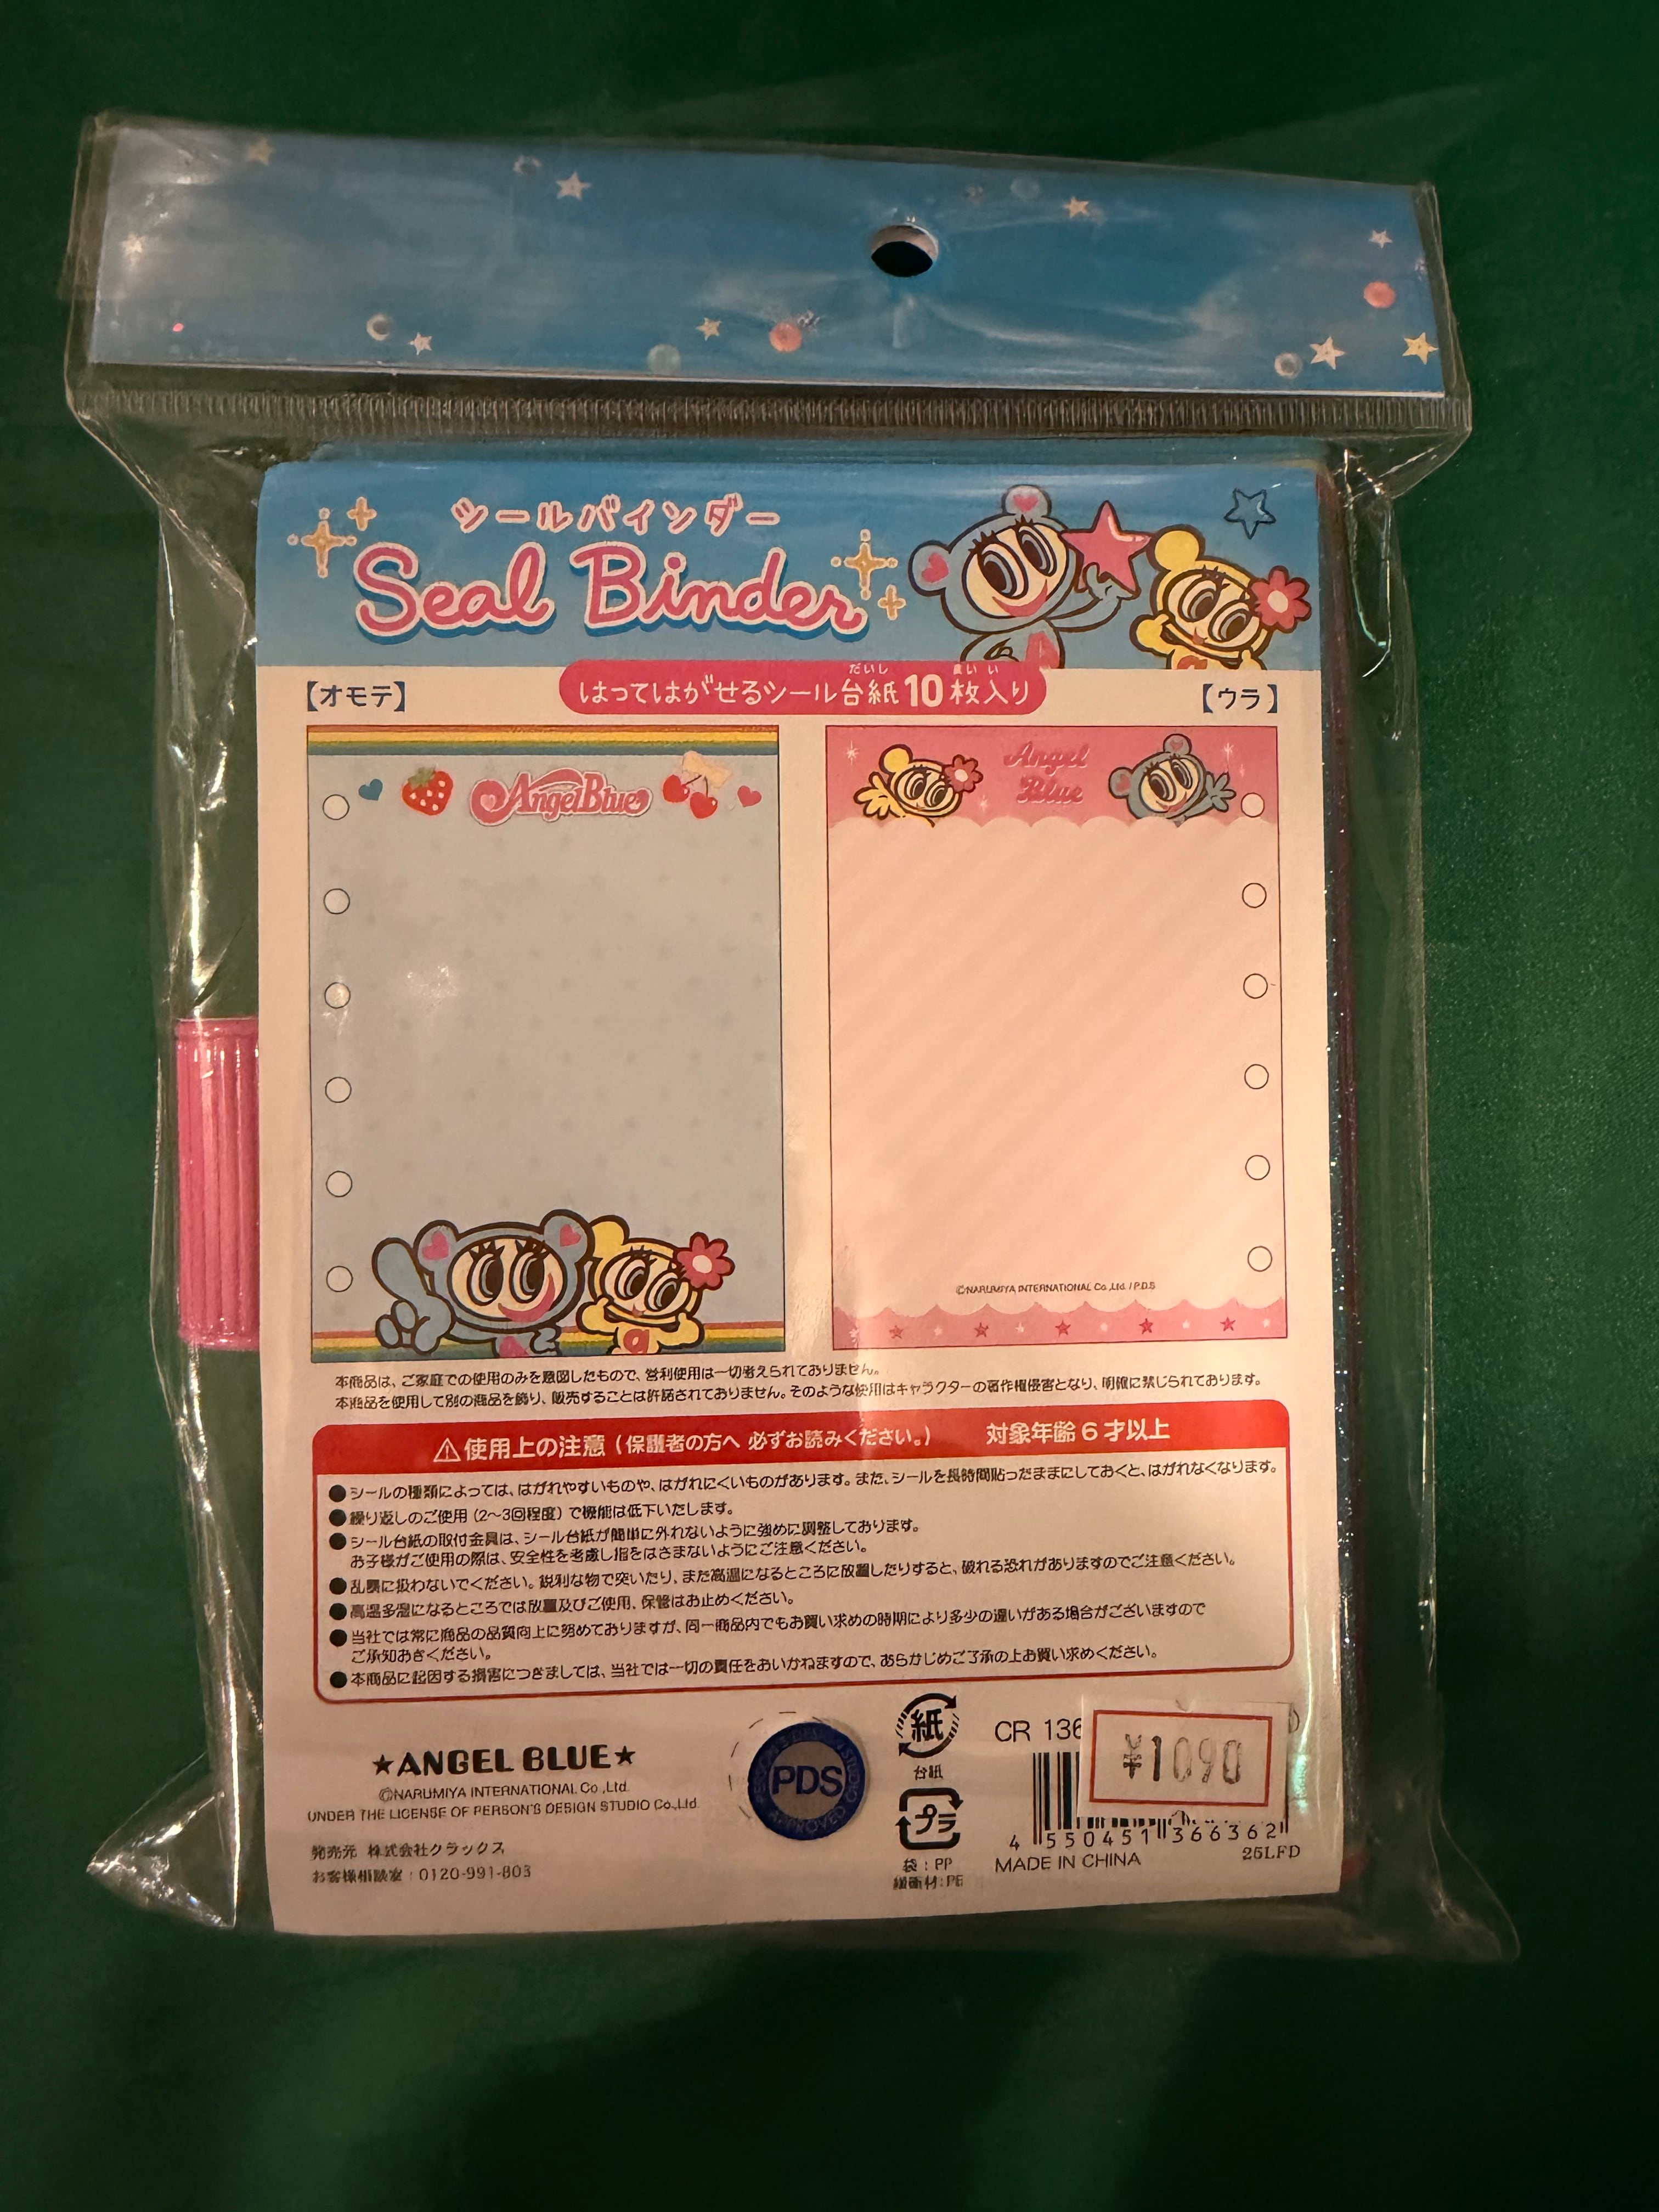 シールバインダー
Seal Binder
【オモテ】
はってはがせるシール台紙10枚入り
だいし
まいい
【ウラ】
AngelBlue
Angel
Blue
a
©NARUMIYA INTERNATIONAL Co.,Ltd. / P.D.S
本商品は、ご家庭での使用のみを意図したもので、営利使用は一切考えられておりません。
本商品を使用して別の商品を飾り、販売することは許諾されておりません。そのような使用はキャラクターの著作権侵害となり、明確に禁じられております。
⚠使用上の注意(保護者の方へ 必ずお読みください。) 対象年齢6才以上
●シールの種類によっては、はがれやすいものや、はがれにくいものがあります。また、シールを長時間貼ったままにしておくと、はがれなくなります。
●繰り返しのご使用(2〜3回程度)で機能は低下いたします。
●シール台紙の取付金具は、シール台紙が簡単に外れないように強めに調整しております。
お子様がご使用の際は、安全性を考慮し指をはさまないようにご注意ください。
●乱暴に扱わないでください。鋭利な物で突いたり、また高温になるところに放置したりすると、破れる恐れがありますのでご注意ください。
●高温多湿になるところでは放置及びご使用、保管はお止めください。
●当社では常に商品の品質向上に努めておりますが、同一商品内でもお買い求めの時期により多少の違いがある場合がございますので
ご承知おきください。
●本商品に起因する損害につきましては、当社では一切の責任をおいかねますので、あらかじめご了承の上お買い求めください。
★ANGEL BLUE★
©NARUMIYA INTERNATIONAL Co.,Ltd.
UNDER THE LICENSE OF PERSON'S DESIGN STUDIO Co.,Ltd.
発売元 株式会社クラックス
お客様相談室:0120-991-803
PDS
紙
台紙
プラ
袋:PP
緩衝材:PE
CR 136
¥1090
4 550451 366362
MADE IN CHINA
25LFD